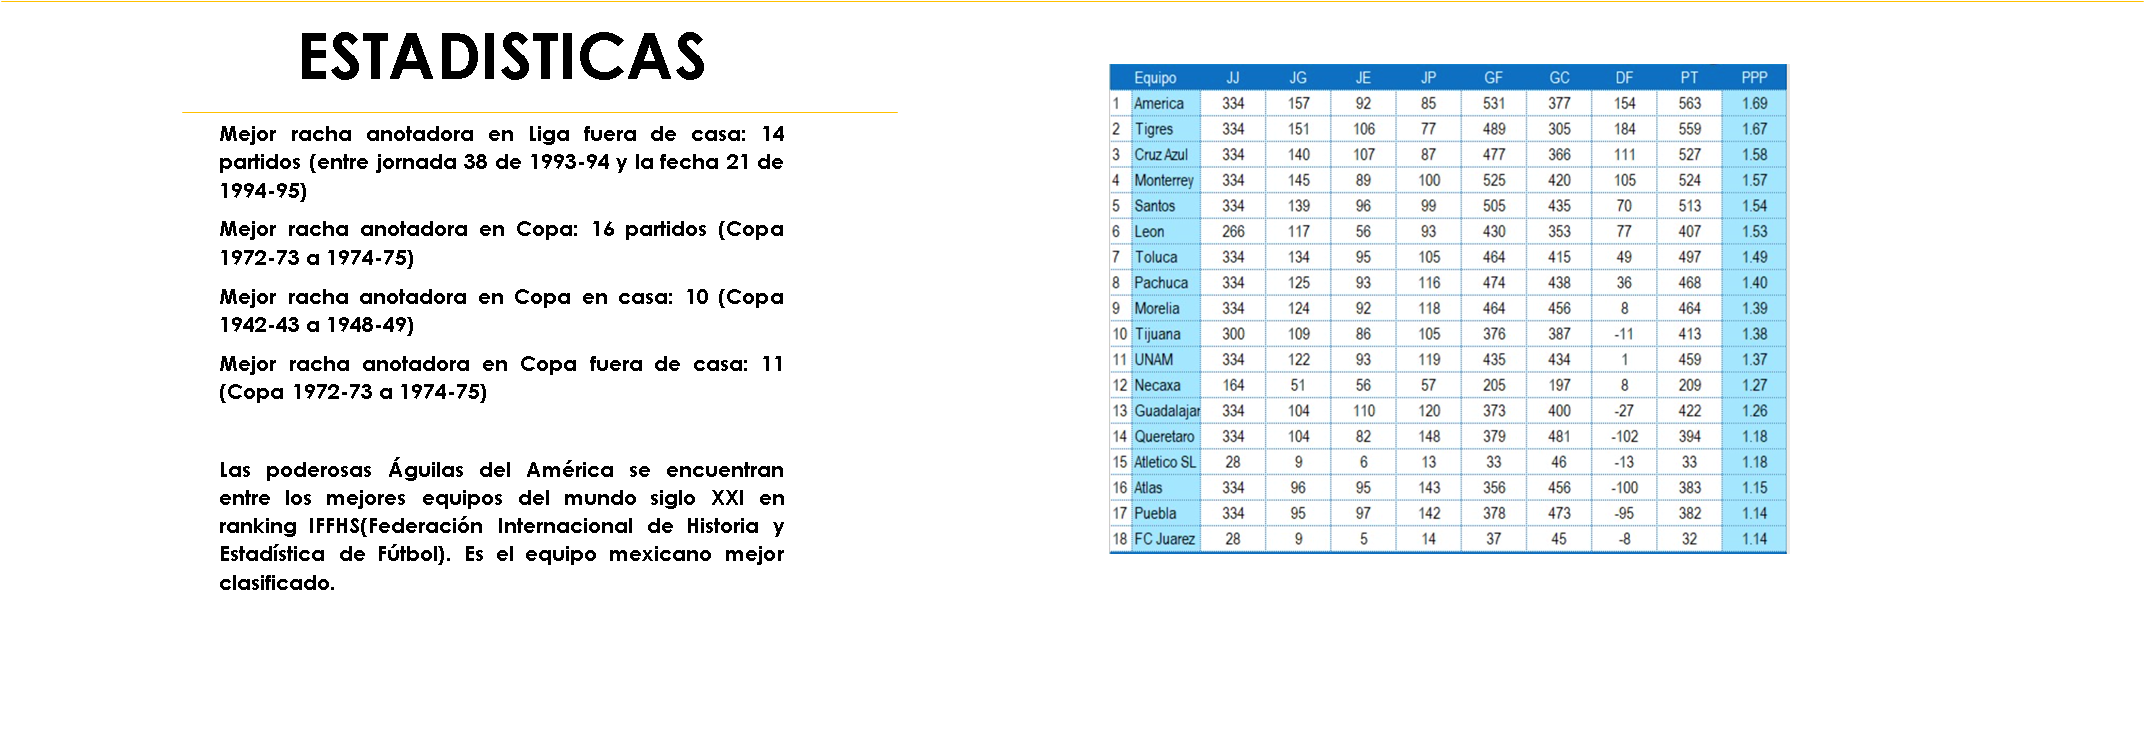 ESTADISTICAS
Mejor racha anotadora en Liga fuera de casa: 14
partidos (entre jornada 38 de 1993-94 y la fecha 21 de
1994-95)
Mejor racha anotadora en Copa: 16 partidos (Copa
1972-73 a 1974-75)
Mejor racha anotadora en Copa en casa: 10 (Copa
1942-43 a 1948-49)
Mejor racha anotadora en Copa fuera de casa: 11
(Copa 1972-73 a 1974-75)
Las poderosas Águilas del América se encuentran
entre los mejores equipos del mundo siglo XXI en
ranking IFFHS(Federación Internacional de Historia y
Estadística de Fútbol). Es el equipo mexicano mejor
clasificado.
Equipo JJ JG JE JP GF GC DF PT PPP
1 America 334 157 92 85 531 377 154 563 1.69
2 Tigres 334 151 106 77 489 305 184 559 1.67
3 Cruz Azul 334 140 107 87 477 366 111 527 1.58
4 Monterrey 334 145 89 100 525 420 105 524 1.57
5 Santos 334 139 96 99 505 435 70 513 1.54
6 Leon 266 117 56 93 430 353 77 407 1.53
7 Toluca 334 134 95 105 464 415 49 497 1.49
8 Pachuca 334 125 93 116 474 438 36 468 1.40
9 Morelia 334 124 92 118 464 456 8 464 1.39
10 Tijuana 300 109 86 105 376 387 -11 413 1.38
11 UNAM 334 122 93 119 435 434 1 459 1.37
12 Necaxa 164 51 56 57 205 197 8 209 1.27
13 Guadalajar 334 104 110 120 373 400 -27 422 1.26
14 Queretaro 334 104 82 148 379 481 -102 394 1.18
15 Atletico SL 28 9 6 13 33 46 -13 33 1.18
16 Atlas 334 96 95 143 356 456 -100 383 1.15
17 Puebla 334 95 97 142 378 473 -95 382 1.14
18 FC Juarez 28 9 5 14 37 45 -8 32 1.14